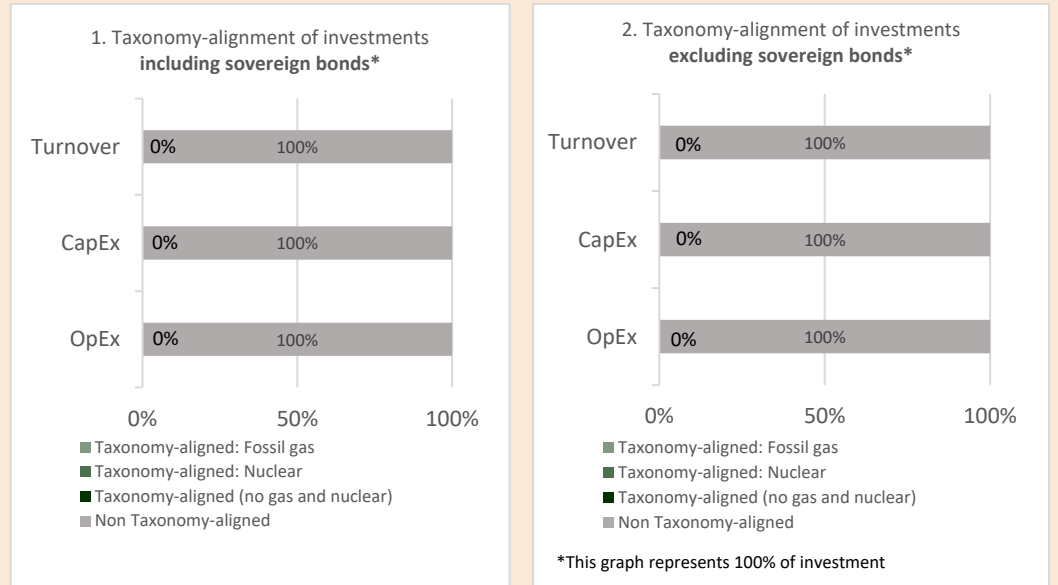 1. Taxonomy-alignment of investments
including sovereign bonds*
Turnover
0%
100%
CapEx
0%
100%
OpEx
0%
100%
0%
50%
100%
Taxonomy-aligned: Fossil gas
Taxonomy-aligned: Nuclear
Taxonomy-aligned (no gas and nuclear)
Non Taxonomy-aligned
2. Taxonomy-alignment of investments
excluding sovereign bonds*
Turnover
0%
100%
CapEx
0%
100%
OpEx
0%
100%
0%
50%
100%
Taxonomy-aligned: Fossil gas
Taxonomy-aligned: Nuclear
Taxonomy-aligned (no gas and nuclear)
Non Taxonomy-aligned
*This graph represents 100% of investment